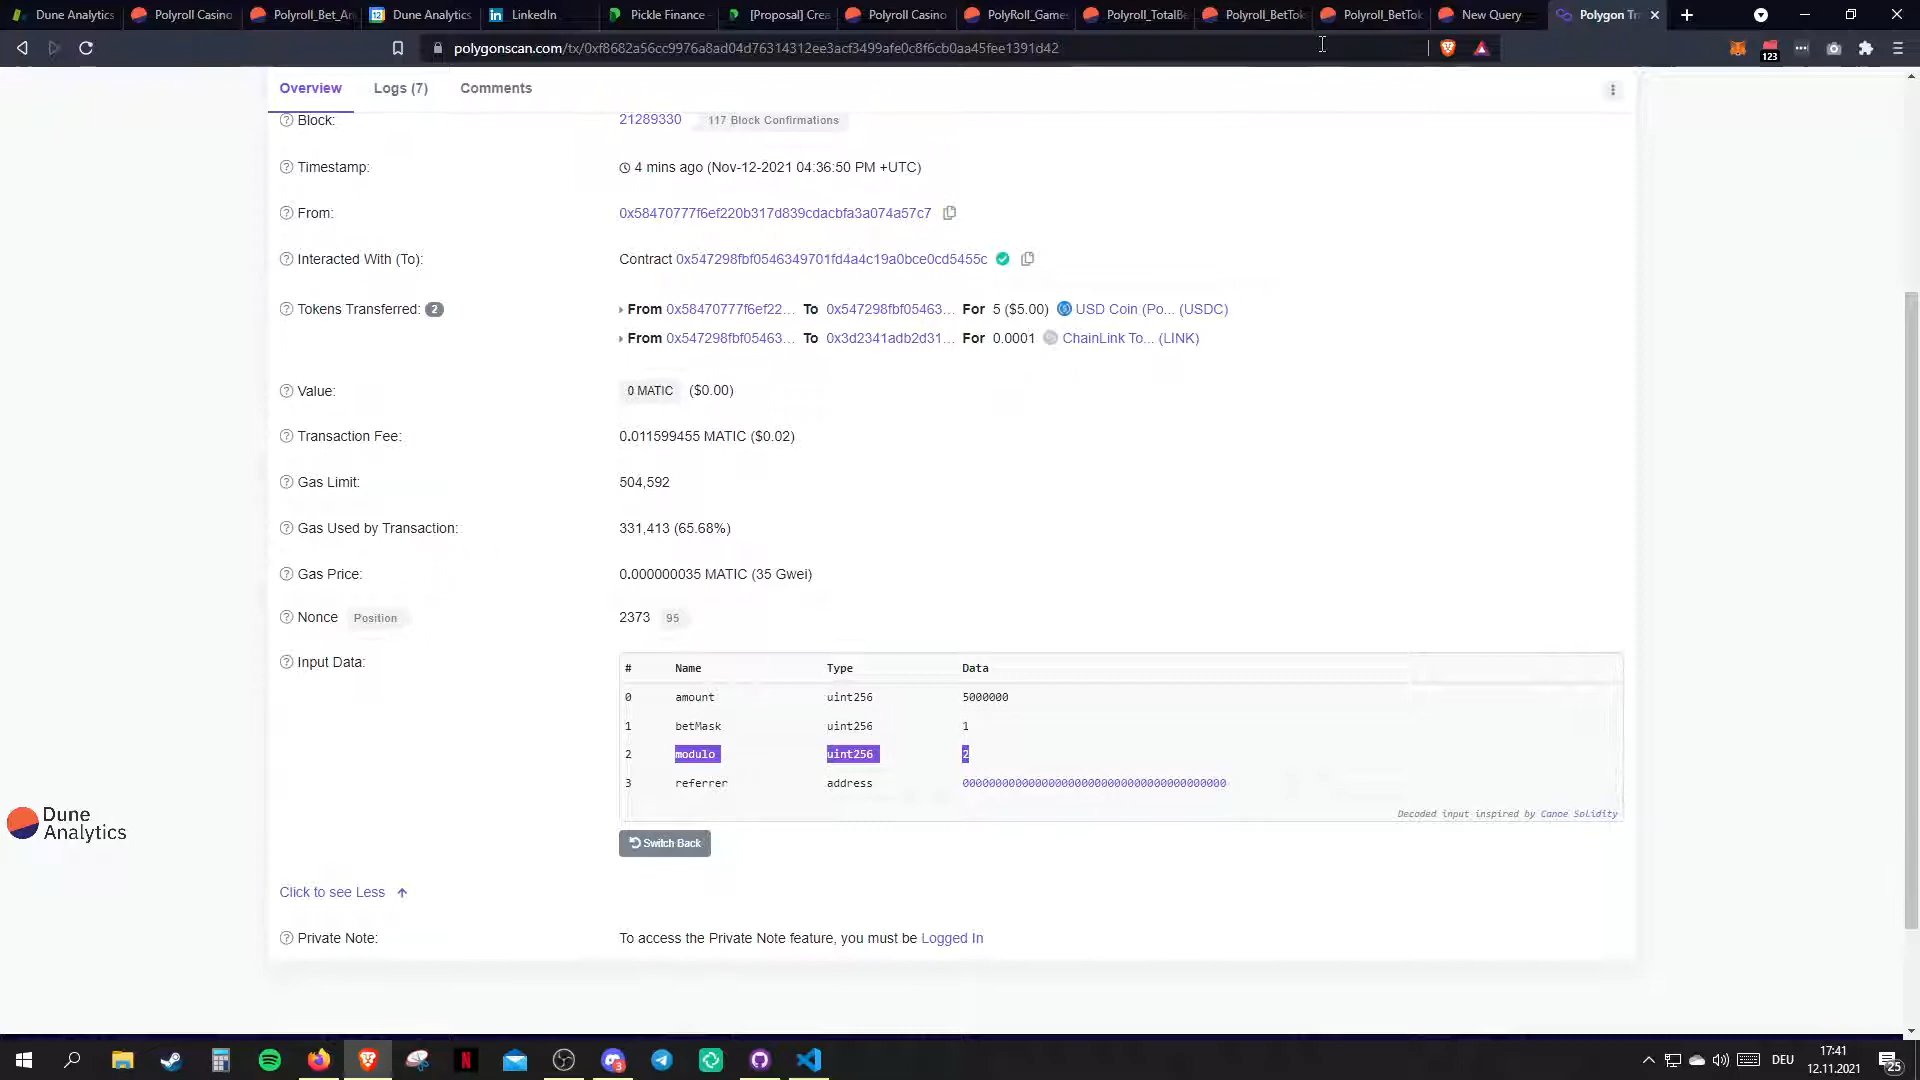 Dune Analytics
Polyroll Casino
Polyroll_Bet_An
Dune Analytics
LinkedIn
Pickle Finance
[Proposal] Crea
Polyroll Casino
PolyRoll_Games
Polyroll_TotalBe
Polyroll_BetTok
Polyroll_BetTok
New Query
Polygon Tr
polygonscan.com/tx/0xf8682a56cc9976a8ad04d76314312ee3acf3499afe0c8f6cb0aa45fee1391d42
123
Overview
Logs (7)
Comments
Block:
21289330
117 Block Confirmations
Timestamp:
4 mins ago (Nov-12-2021 04:36:50 PM +UTC)
From:
0x58470777f6ef220b317d839cdacbfa3a074a57c7
Interacted With (To):
Contract 0x547298fbf0546349701fd4a4c19a0bce0cd5455c
Tokens Transferred: 2
From 0x58470777f6ef22... To 0x547298fbf05463... For 5 ($5.00) USD Coin (Po... (USDC)
From 0x547298fbf05463... To 0x3d2341adb2d31... For 0.0001 ChainLink To... (LINK)
Value:
0 MATIC ($0.00)
Transaction Fee:
0.011599455 MATIC ($0.02)
Gas Limit:
504,592
Gas Used by Transaction:
331,413 (65.68%)
Gas Price:
0.000000035 MATIC (35 Gwei)
Nonce Position
2373 95
Input Data:
# Name Type Data
0 amount uint256 5000000
1 betMask uint256 1
2 modulo uint256 2
3 referrer address 0000000000000000000000000000000000000000
Decoded input inspired by Canoe Solidity
Switch Back
Click to see Less
Private Note:
To access the Private Note feature, you must be Logged In
Dune
Analytics
3
DEU
17:41
12.11.2021
25